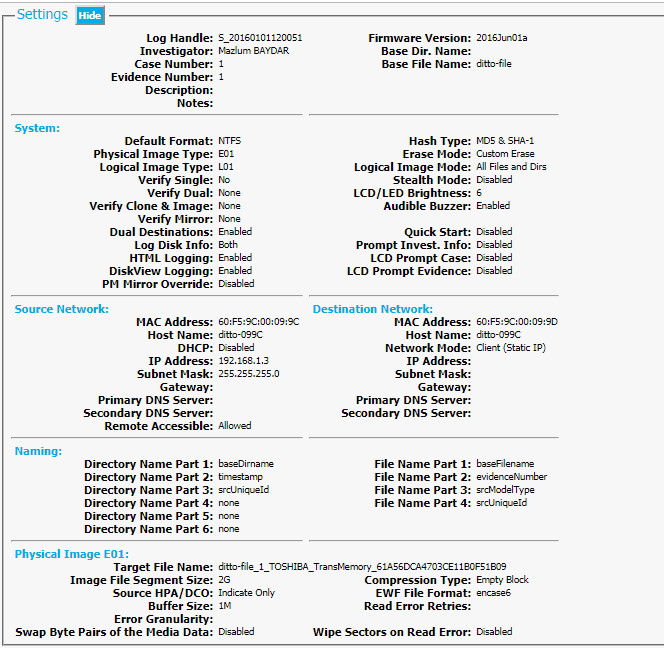 Settings Hide
Log Handle: S_20160101120051 Firmware Version: 2016Jun01a
Investigator: Mazlum BAYDAR Base Dir. Name:
Case Number: 1 Base File Name: ditto-file
Evidence Number: 1
Description:
Notes:
System:
Default Format: NTFS Hash Type: MD5 & SHA-1
Physical Image Type: E01 Erase Mode: Custom Erase
Logical Image Type: L01 Logical Image Mode: All Files and Dirs
Verify Single: No Stealth Mode: Disabled
Verify Dual: None LCD/LED Brightness: 6
Verify Clone & Image: None Audible Buzzer: Enabled
Verify Mirror: None
Dual Destinations: Enabled Quick Start: Disabled
Log Disk Info: Both Prompt Invest. Info: Disabled
HTML Logging: Enabled LCD Prompt Case: Disabled
DiskView Logging: Enabled LCD Prompt Evidence: Disabled
PM Mirror Override: Disabled
Source Network: Destination Network:
MAC Address: 60:F5:9C:00:09:9C MAC Address: 60:F5:9C:00:09:9D
Host Name: ditto-099C Host Name: ditto-099C
DHCP: Disabled Network Mode: Client (Static IP)
IP Address: 192.168.1.3 IP Address:
Subnet Mask: 255.255.255.0 Subnet Mask:
Gateway: Gateway:
Primary DNS Server: Primary DNS Server:
Secondary DNS Server: Secondary DNS Server:
Remote Accessible: Allowed
Naming:
Directory Name Part 1: baseDirname File Name Part 1: baseFilename
Directory Name Part 2: timestamp File Name Part 2: evidenceNumber
Directory Name Part 3: srcUniqueId File Name Part 3: srcModelType
Directory Name Part 4: none File Name Part 4: srcUniqueId
Directory Name Part 5: none
Directory Name Part 6: none
Physical Image E01:
Target File Name: ditto-file_1_TOSHIBA_TransMemory_61A56DCA4703CE11B0F51B09
Image File Segment Size: 2G Compression Type: Empty Block
Source HPA/DCO: Indicate Only EWF File Format: encase6
Buffer Size: 1M Read Error Retries:
Error Granularity:
Swap Byte Pairs of the Media Data: Disabled Wipe Sectors on Read Error: Disabled